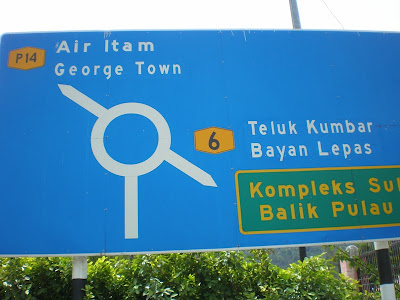 P14
Air Itam
George Town
6
Teluk Kumbar
Bayan Lepas
Kompleks
Balik Pulau